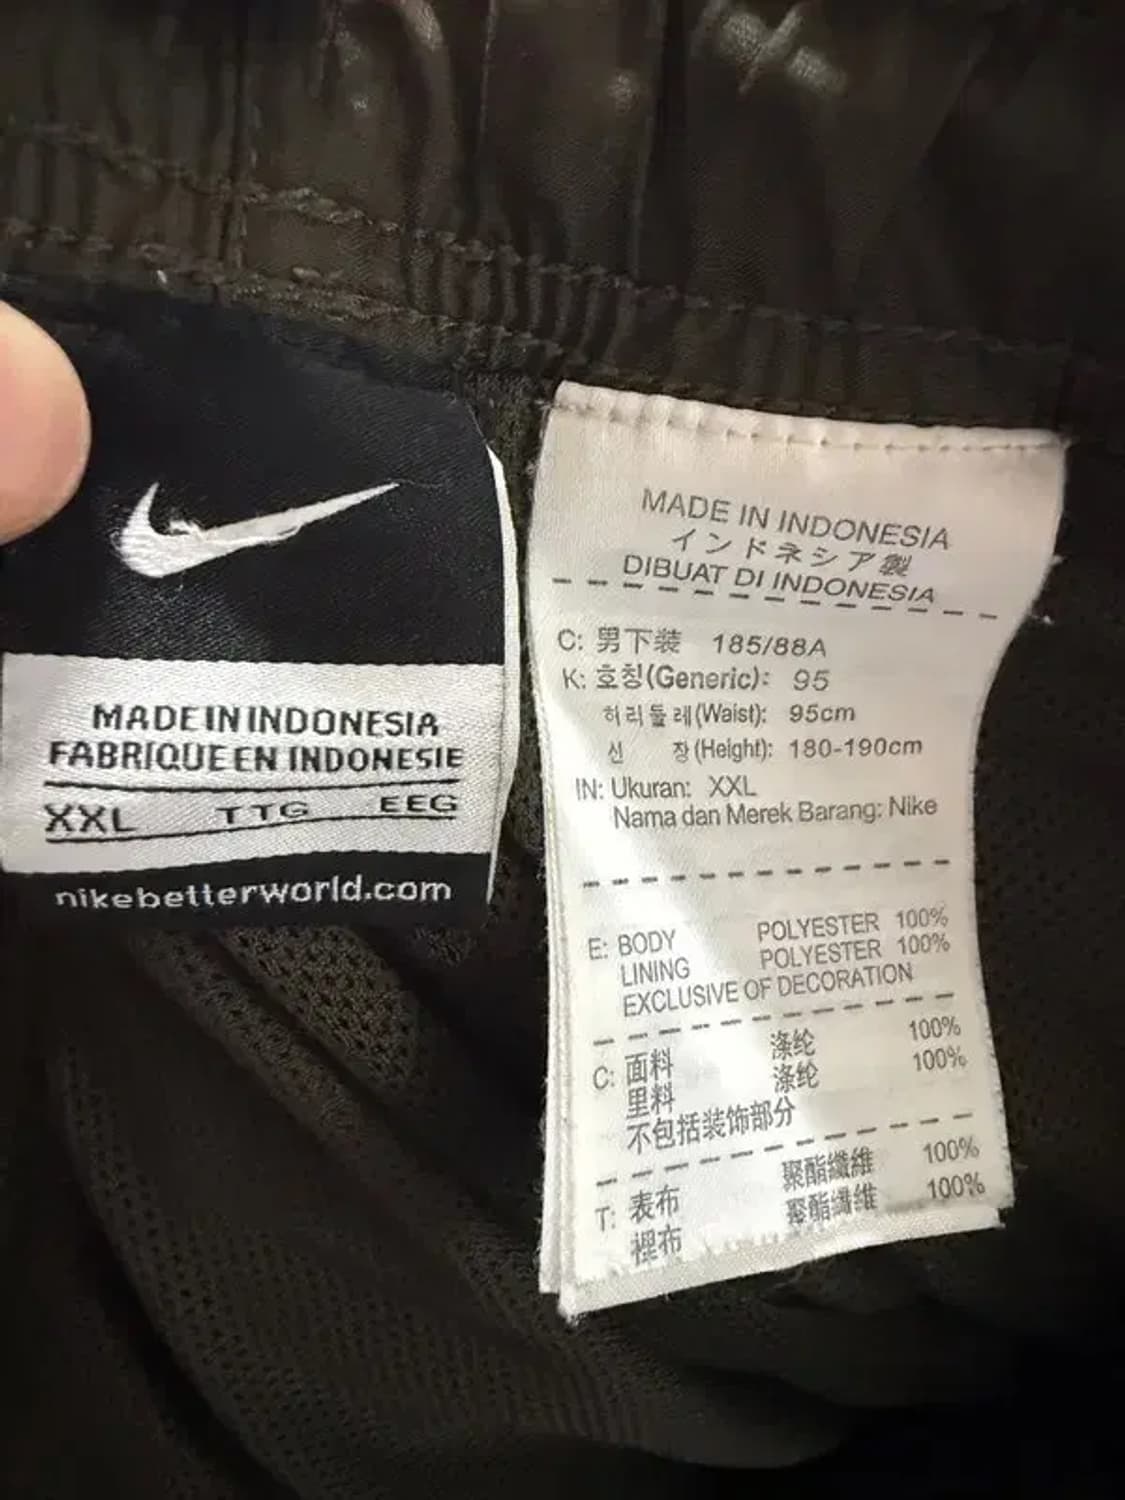 MADE IN INDONESIA
FABRIQUE EN INDONESIE
XXL TTG EEG
nikebetterworld.com
MADE IN INDONESIA
インドネシア製
DIBUAT DI INDONESIA
C: 男下装 185/88A
K: 호칭(Generic): 95
허리둘레(Waist): 95cm
신 장(Height): 180-190cm
IN: Ukuran: XXL
Nama dan Merek Barang: Nike
E: BODY POLYESTER 100%
LINING POLYESTER 100%
EXCLUSIVE OF DECORATION
C: 面料 涤纶 100%
里料 涤纶 100%
不包括装饰部分
T: 表布 聚酯纖維 100%
裡布 聚酯纖維 100%